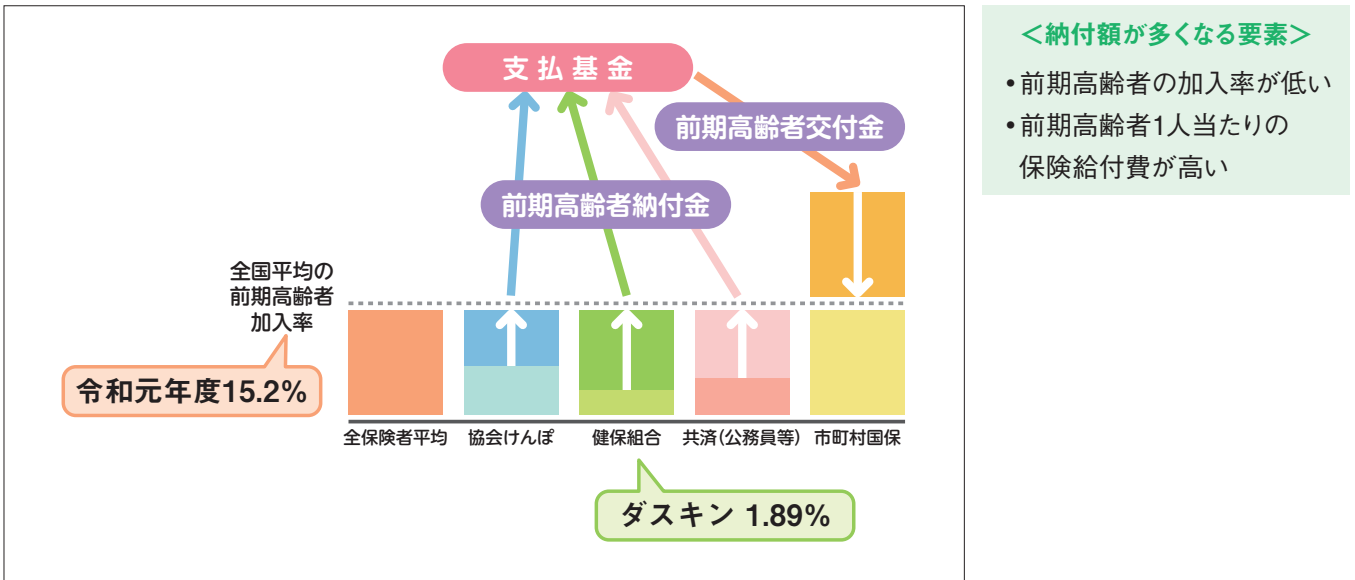 支払基金
前期高齢者交付金
前期高齢者納付金
全国平均の
前期高齢者
加入率
令和元年度15.2%
全保険者平均
協会けんぽ
健保組合
共済(公務員等)
市町村国保
ダスキン 1.89%
＜納付額が多くなる要素＞
•前期高齢者の加入率が低い
•前期高齢者1人当たりの
保険給付費が高い